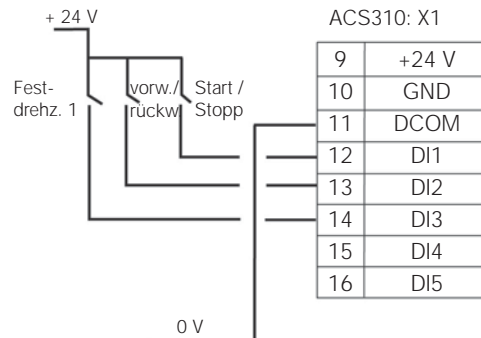 + 24 V
ACS310: X1
Fest-
drehz. 1
vorw./
rückw
Start /
Stopp
9 +24 V
10 GND
11 DCOM
12 DI1
13 DI2
14 DI3
15 DI4
16 DI5
0 V